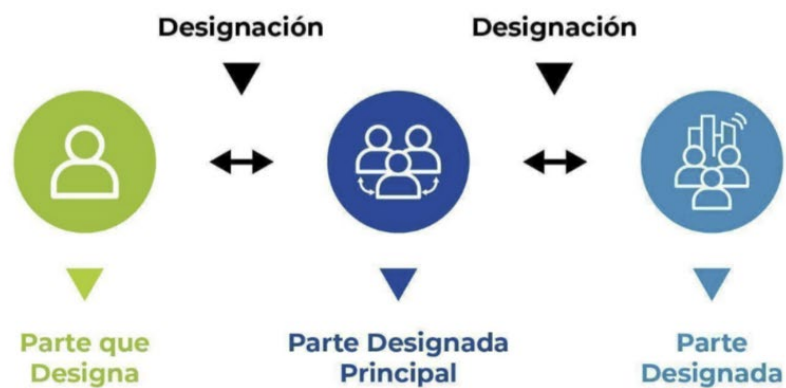 Designación
Designación
Parte que
Designa
Parte Designada
Principal
Parte
Designada